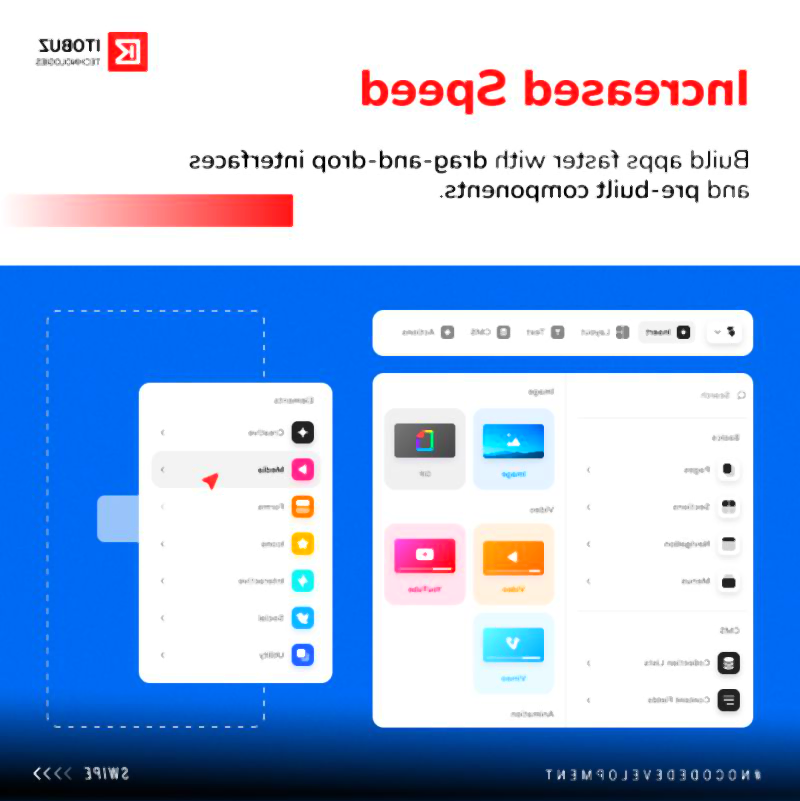 ITOBUZ
TECHNOLOGIES
Increased Speed
Build apps faster with drag-and-drop interfaces
and pre-built components.
Insert
Layout
Text
CMS
Actions
Search
Basics
Pages
Sections
Navigation
Menus
CMS
Collection Lists
Content Fields
Image
Image
GIF
Video
Video
YouTube
Vimeo
Animation
Elements
Creative
Media
Forms
Icons
Interactive
Social
Utility
#NOCODEDEVELOPMENT
SWIPE